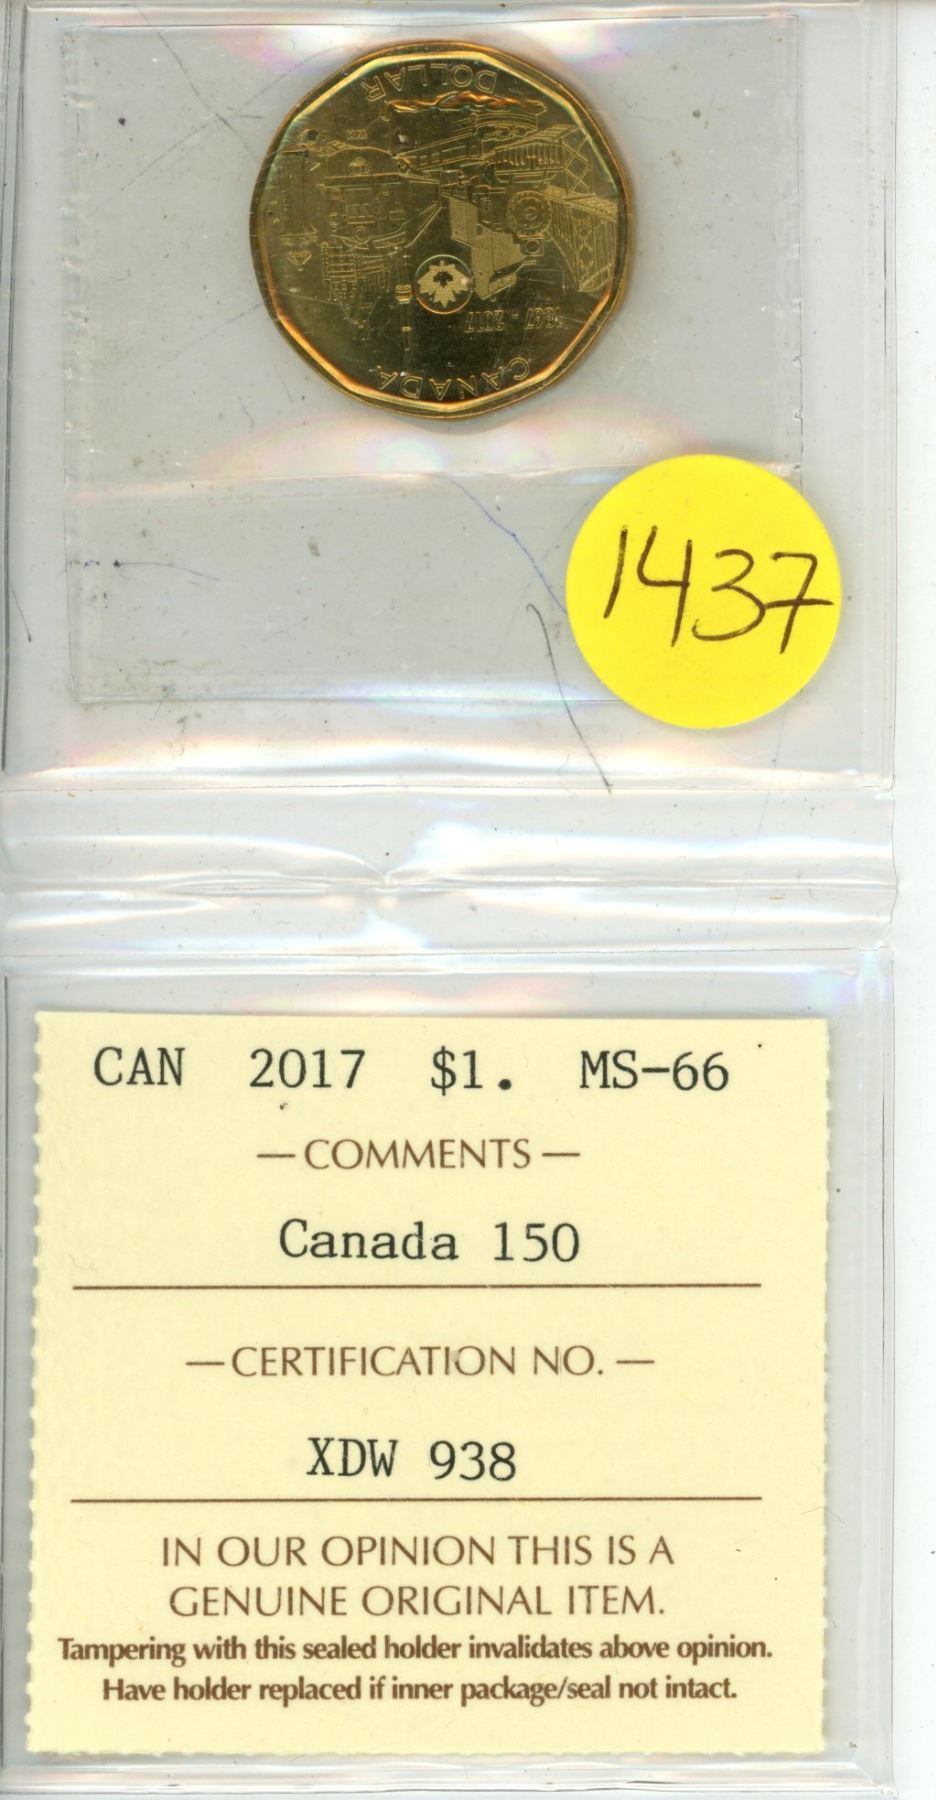 DOLLAR
WX
1867 - 2017
CANADA
1437
CAN 2017 $1. MS-66
— COMMENTS —
Canada 150
— CERTIFICATION NO. —
XDW 938
IN OUR OPINION THIS IS A
GENUINE ORIGINAL ITEM.
Tampering with this sealed holder invalidates above opinion.
Have holder replaced if inner package/seal not intact.